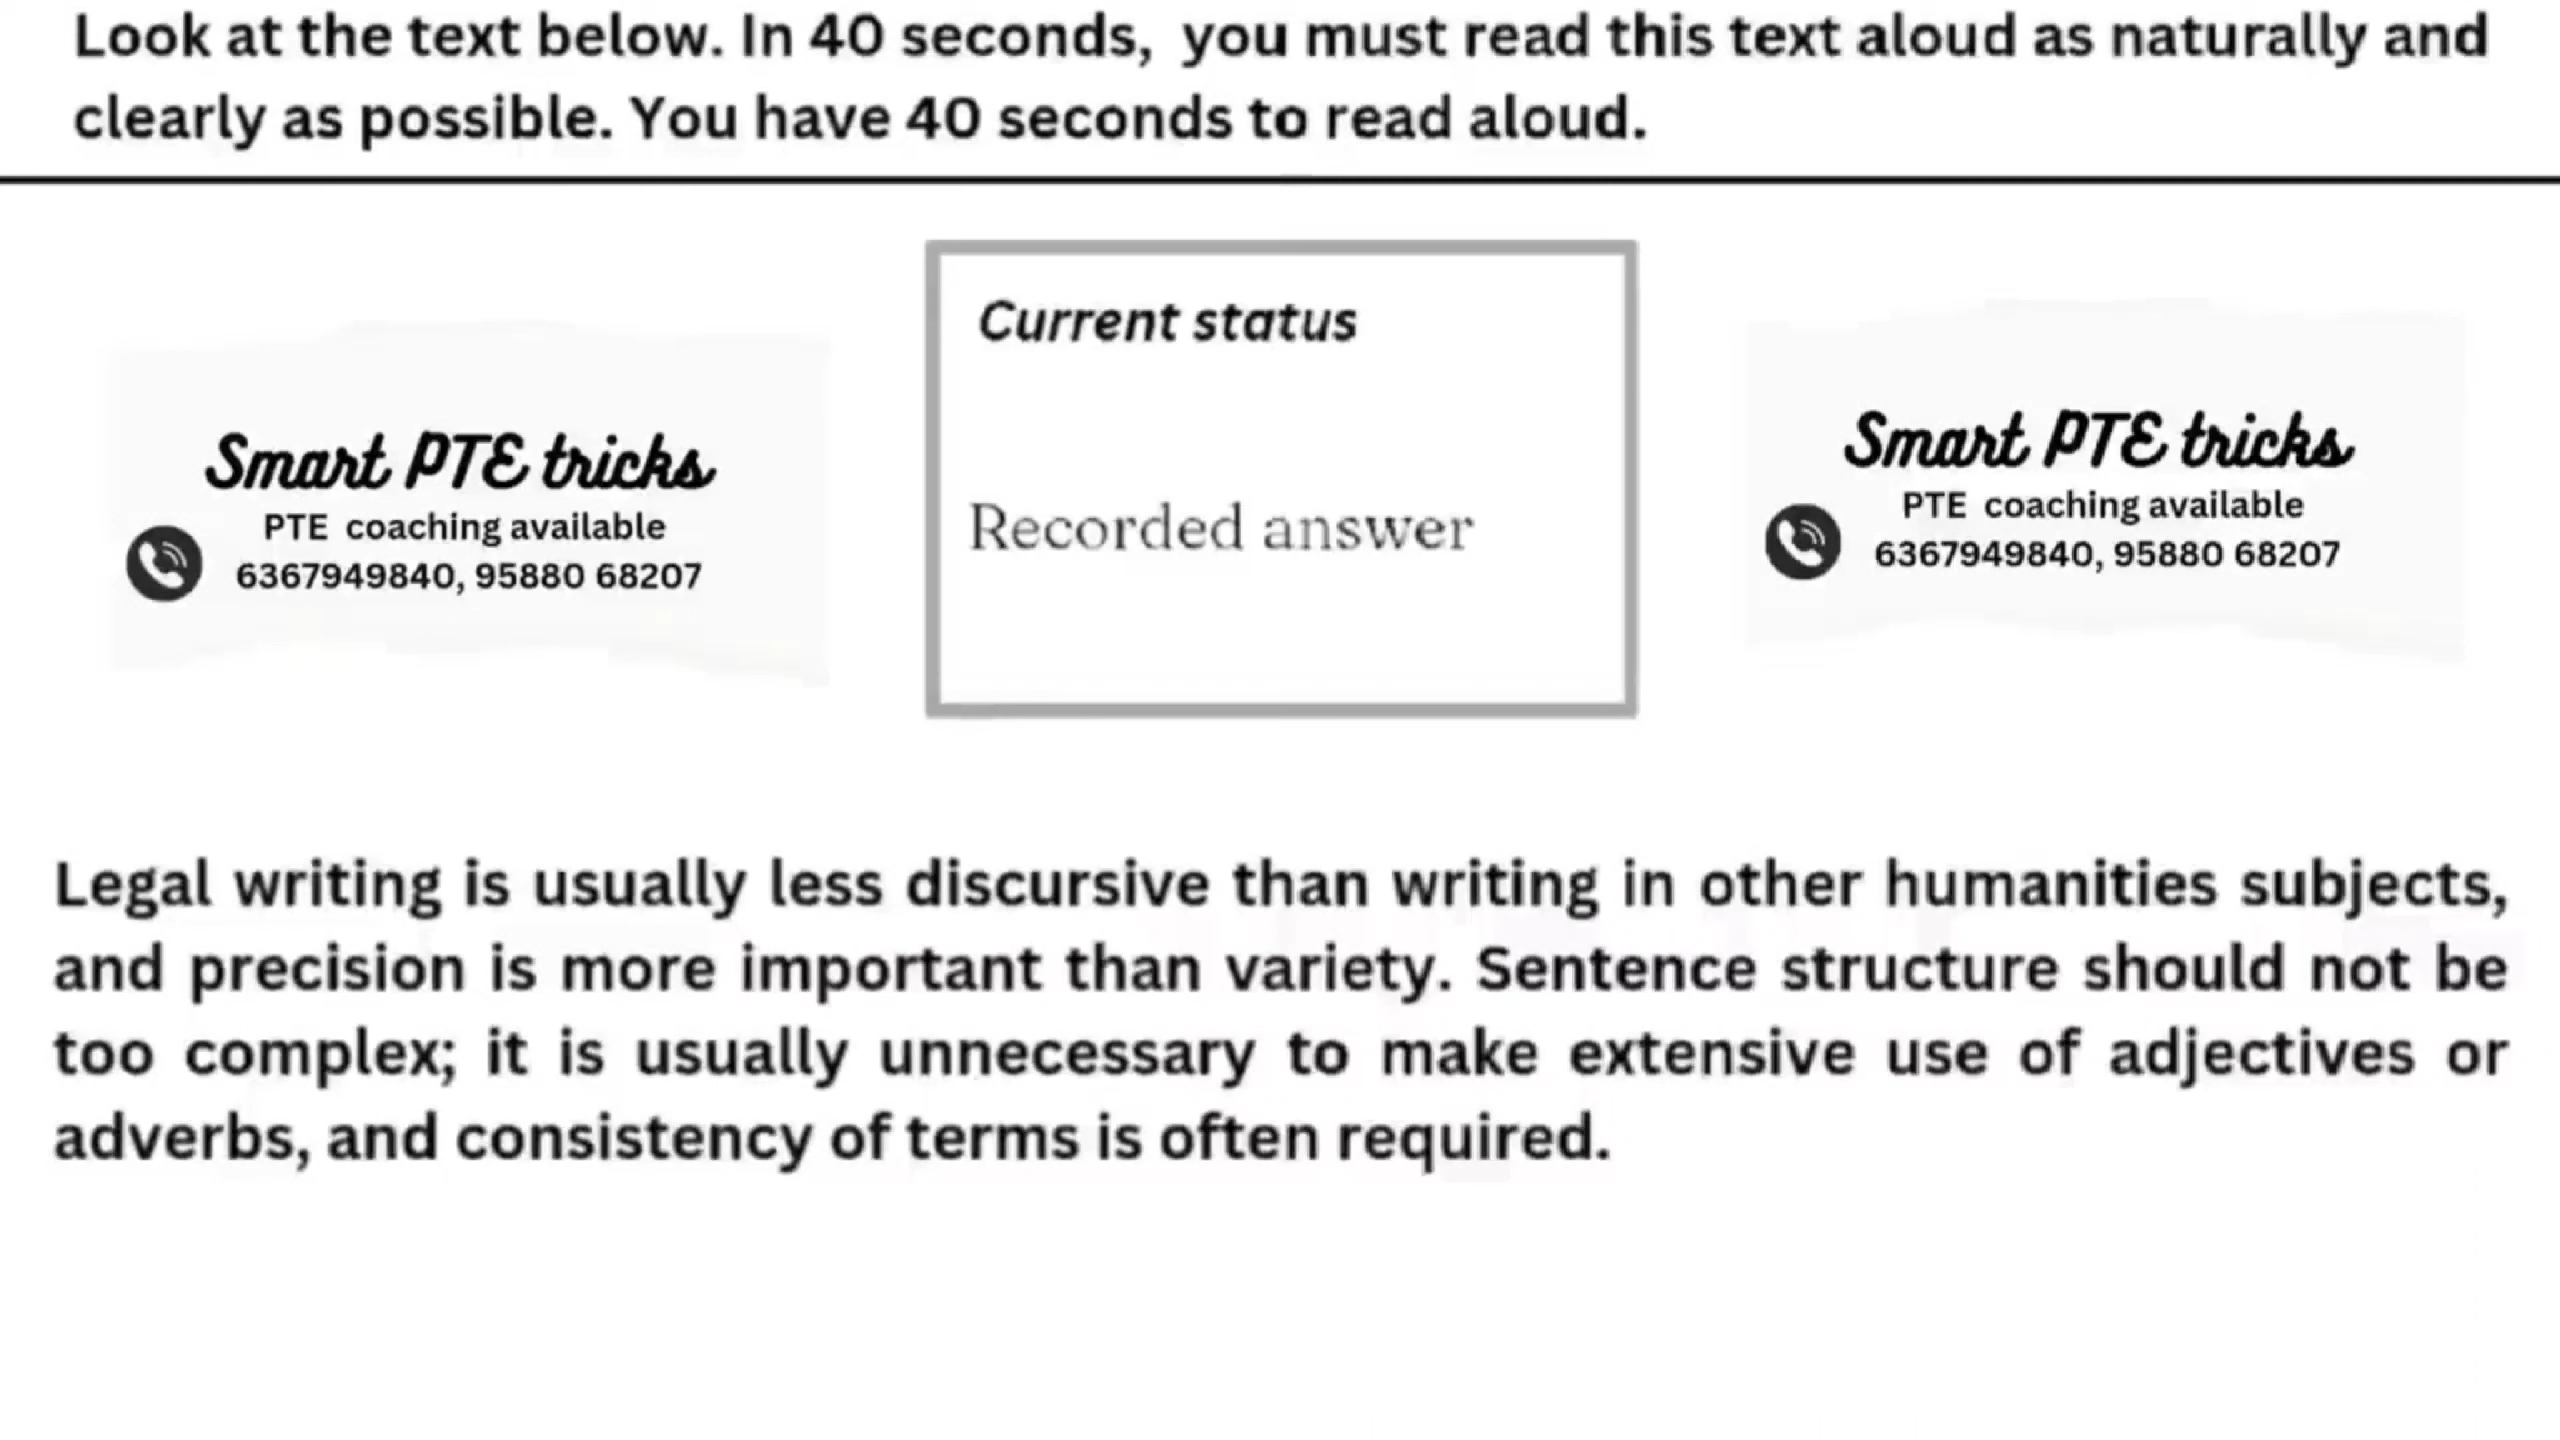 Look at the text below. In 40 seconds, you must read this text aloud as naturally and
clearly as possible. You have 40 seconds to read aloud.
Smart PTE tricks
PTE coaching available
6367949840, 95880 68207
Current status
Recorded answer
Smart PTE tricks
PTE coaching available
6367949840, 95880 68207
Legal writing is usually less discursive than writing in other humanities subjects,
and precision is more important than variety. Sentence structure should not be
too complex; it is usually unnecessary to make extensive use of adjectives or
adverbs, and consistency of terms is often required.